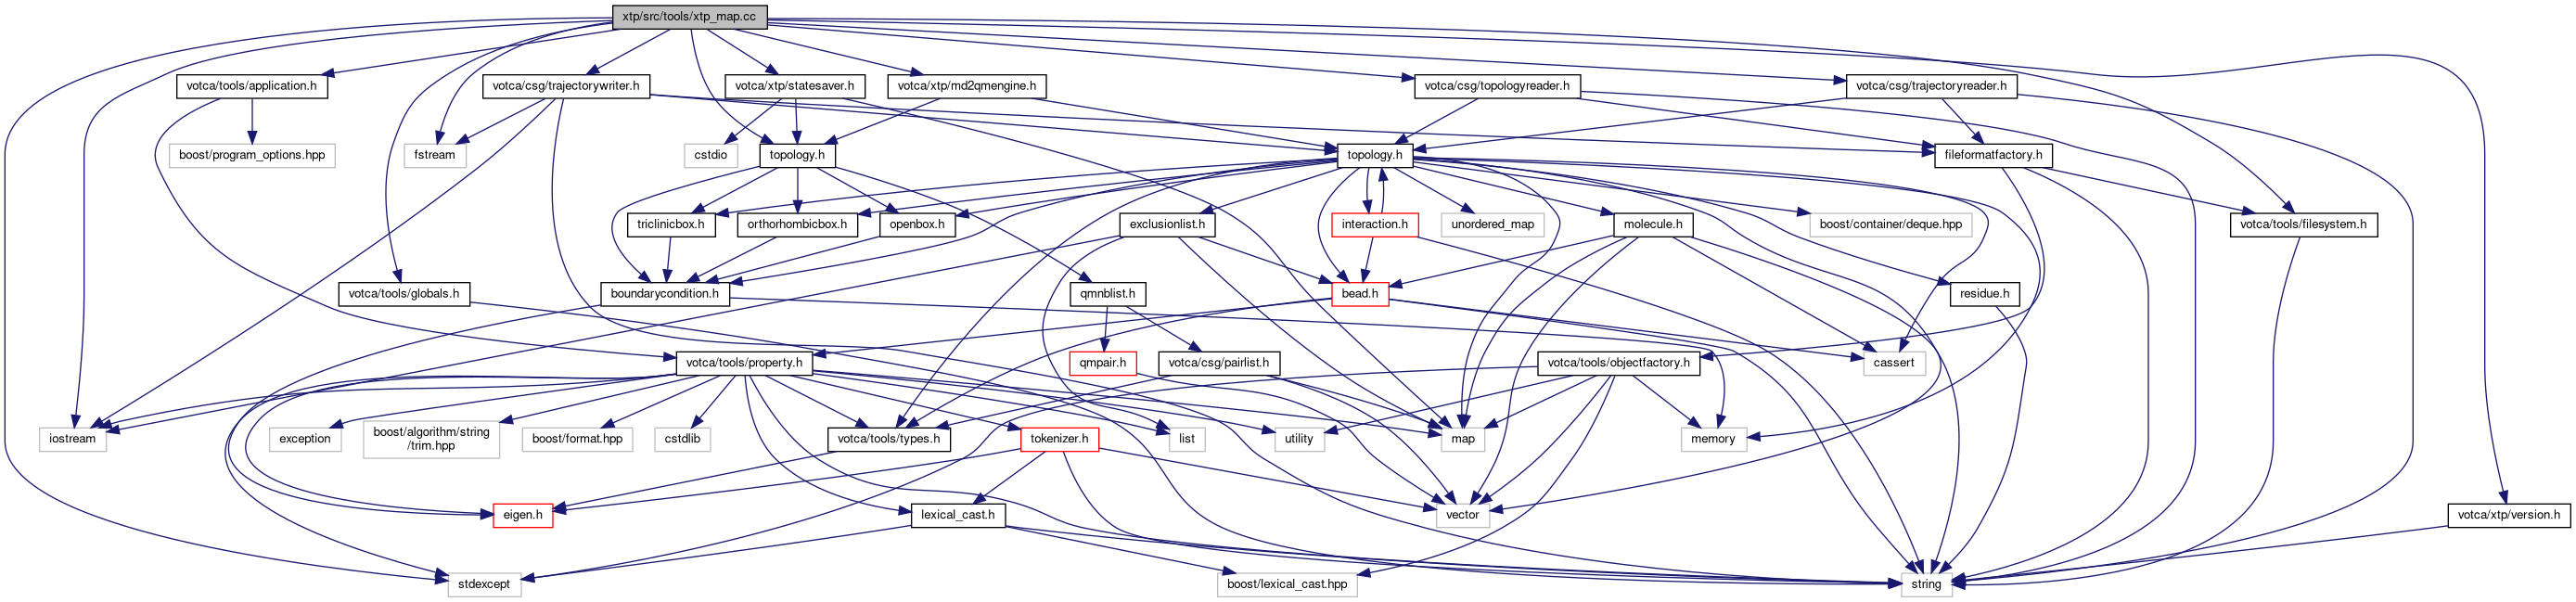 xtp/src/tools/xtp_map.cc
votca/tools/application.h
votca/csg/trajectorywriter.h
votca/xtp/statesaver.h
votca/xtp/md2qmengine.h
votca/csg/topologyreader.h
votca/csg/trajectoryreader.h
boost/program_options.hpp
fstream
cstdio
topology.h
topology.h
fileformatfactory.h
triclinicbox.h
orthorhombicbox.h
openbox.h
exclusionlist.h
interaction.h
unordered_map
molecule.h
boost/container/deque.hpp
votca/tools/filesystem.h
votca/tools/globals.h
boundarycondition.h
qmnblist.h
bead.h
residue.h
votca/tools/property.h
qmpair.h
votca/csg/pairlist.h
votca/tools/objectfactory.h
cassert
iostream
exception
boost/algorithm/string
/trim.hpp
boost/format.hpp
cstdlib
votca/tools/types.h
tokenizer.h
list
utility
map
memory
eigen.h
lexical_cast.h
vector
votca/xtp/version.h
stdexcept
boost/lexical_cast.hpp
string